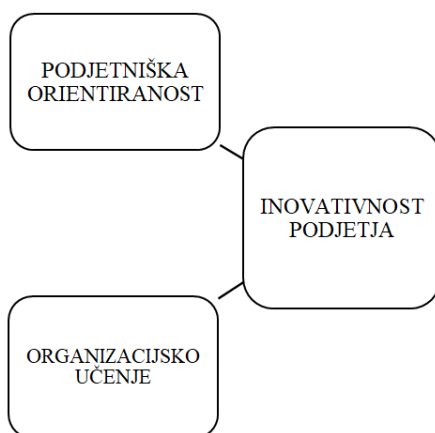 PODJETNIŠKA
ORIENTIRANOST
INOVATIVNOST
PODJETJA
ORGANIZACIJSKO
UČENJE